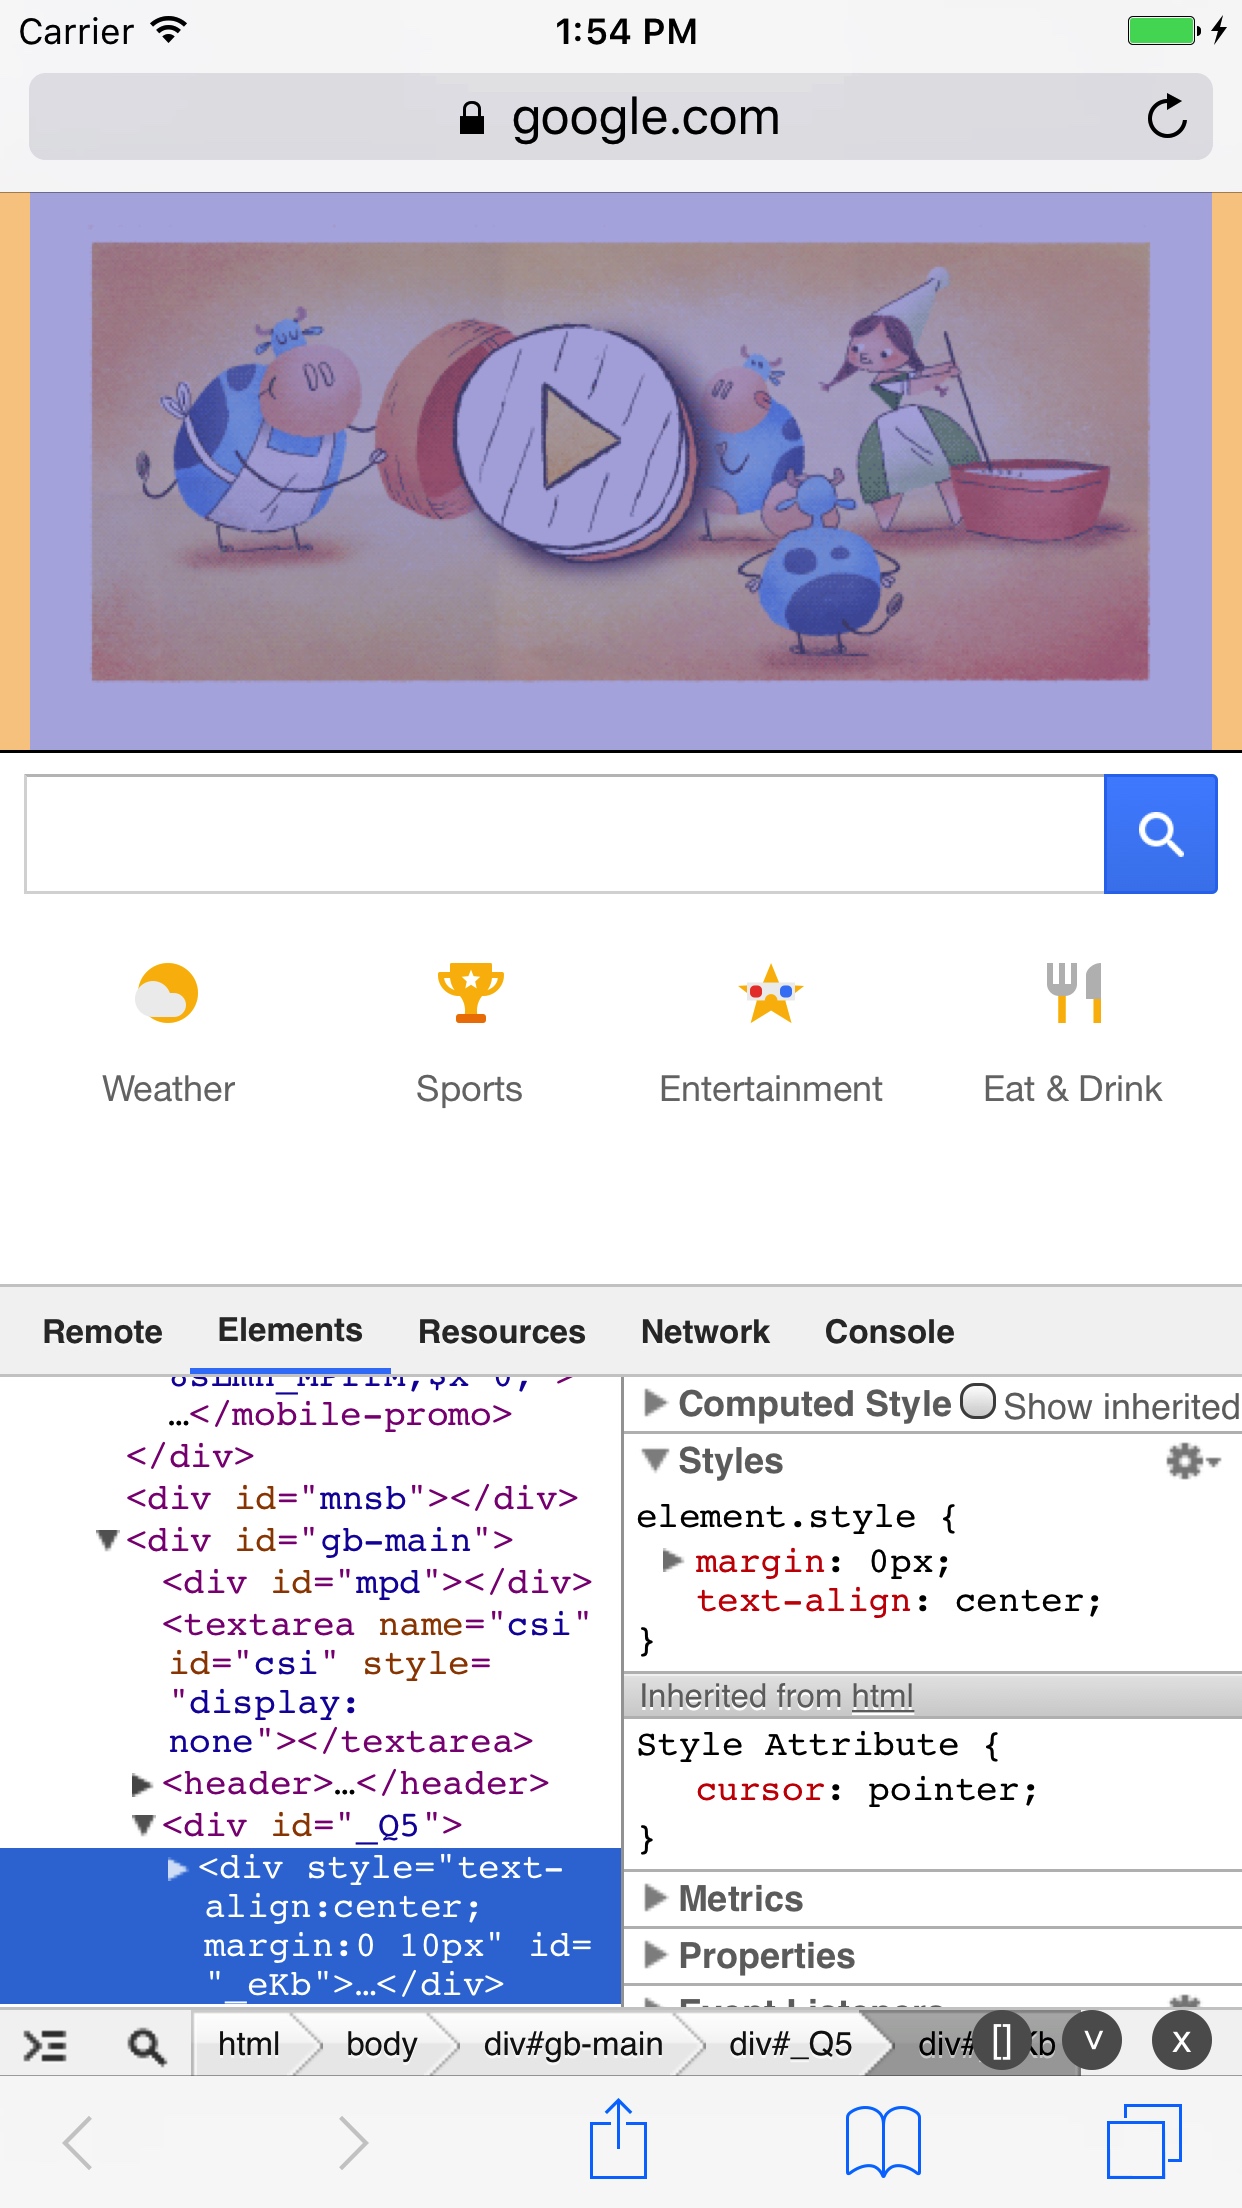 Carrier 1:54 PM
google.com
Weather Sports Entertainment Eat & Drink
Remote Elements Resources Network Console
…</mobile-promo>
</div>
<div id="mnsb"></div>
<div id="gb-main">
<div id="mpd"></div>
<textarea name="csi"
id="csi" style=
"display:
none"></textarea>
<header>…</header>
<div id="_Q5">
<div style="text-
align:center;
margin:0 10px" id=
"_eKb">…</div>
Computed Style Show inherited
Styles
element.style {
margin: 0px;
text-align: center;
}
Inherited from html
Style Attribute {
cursor: pointer;
}
Metrics
Properties
Event Listeners
html body div#gb-main div#_Q5 div# [] Kb v x